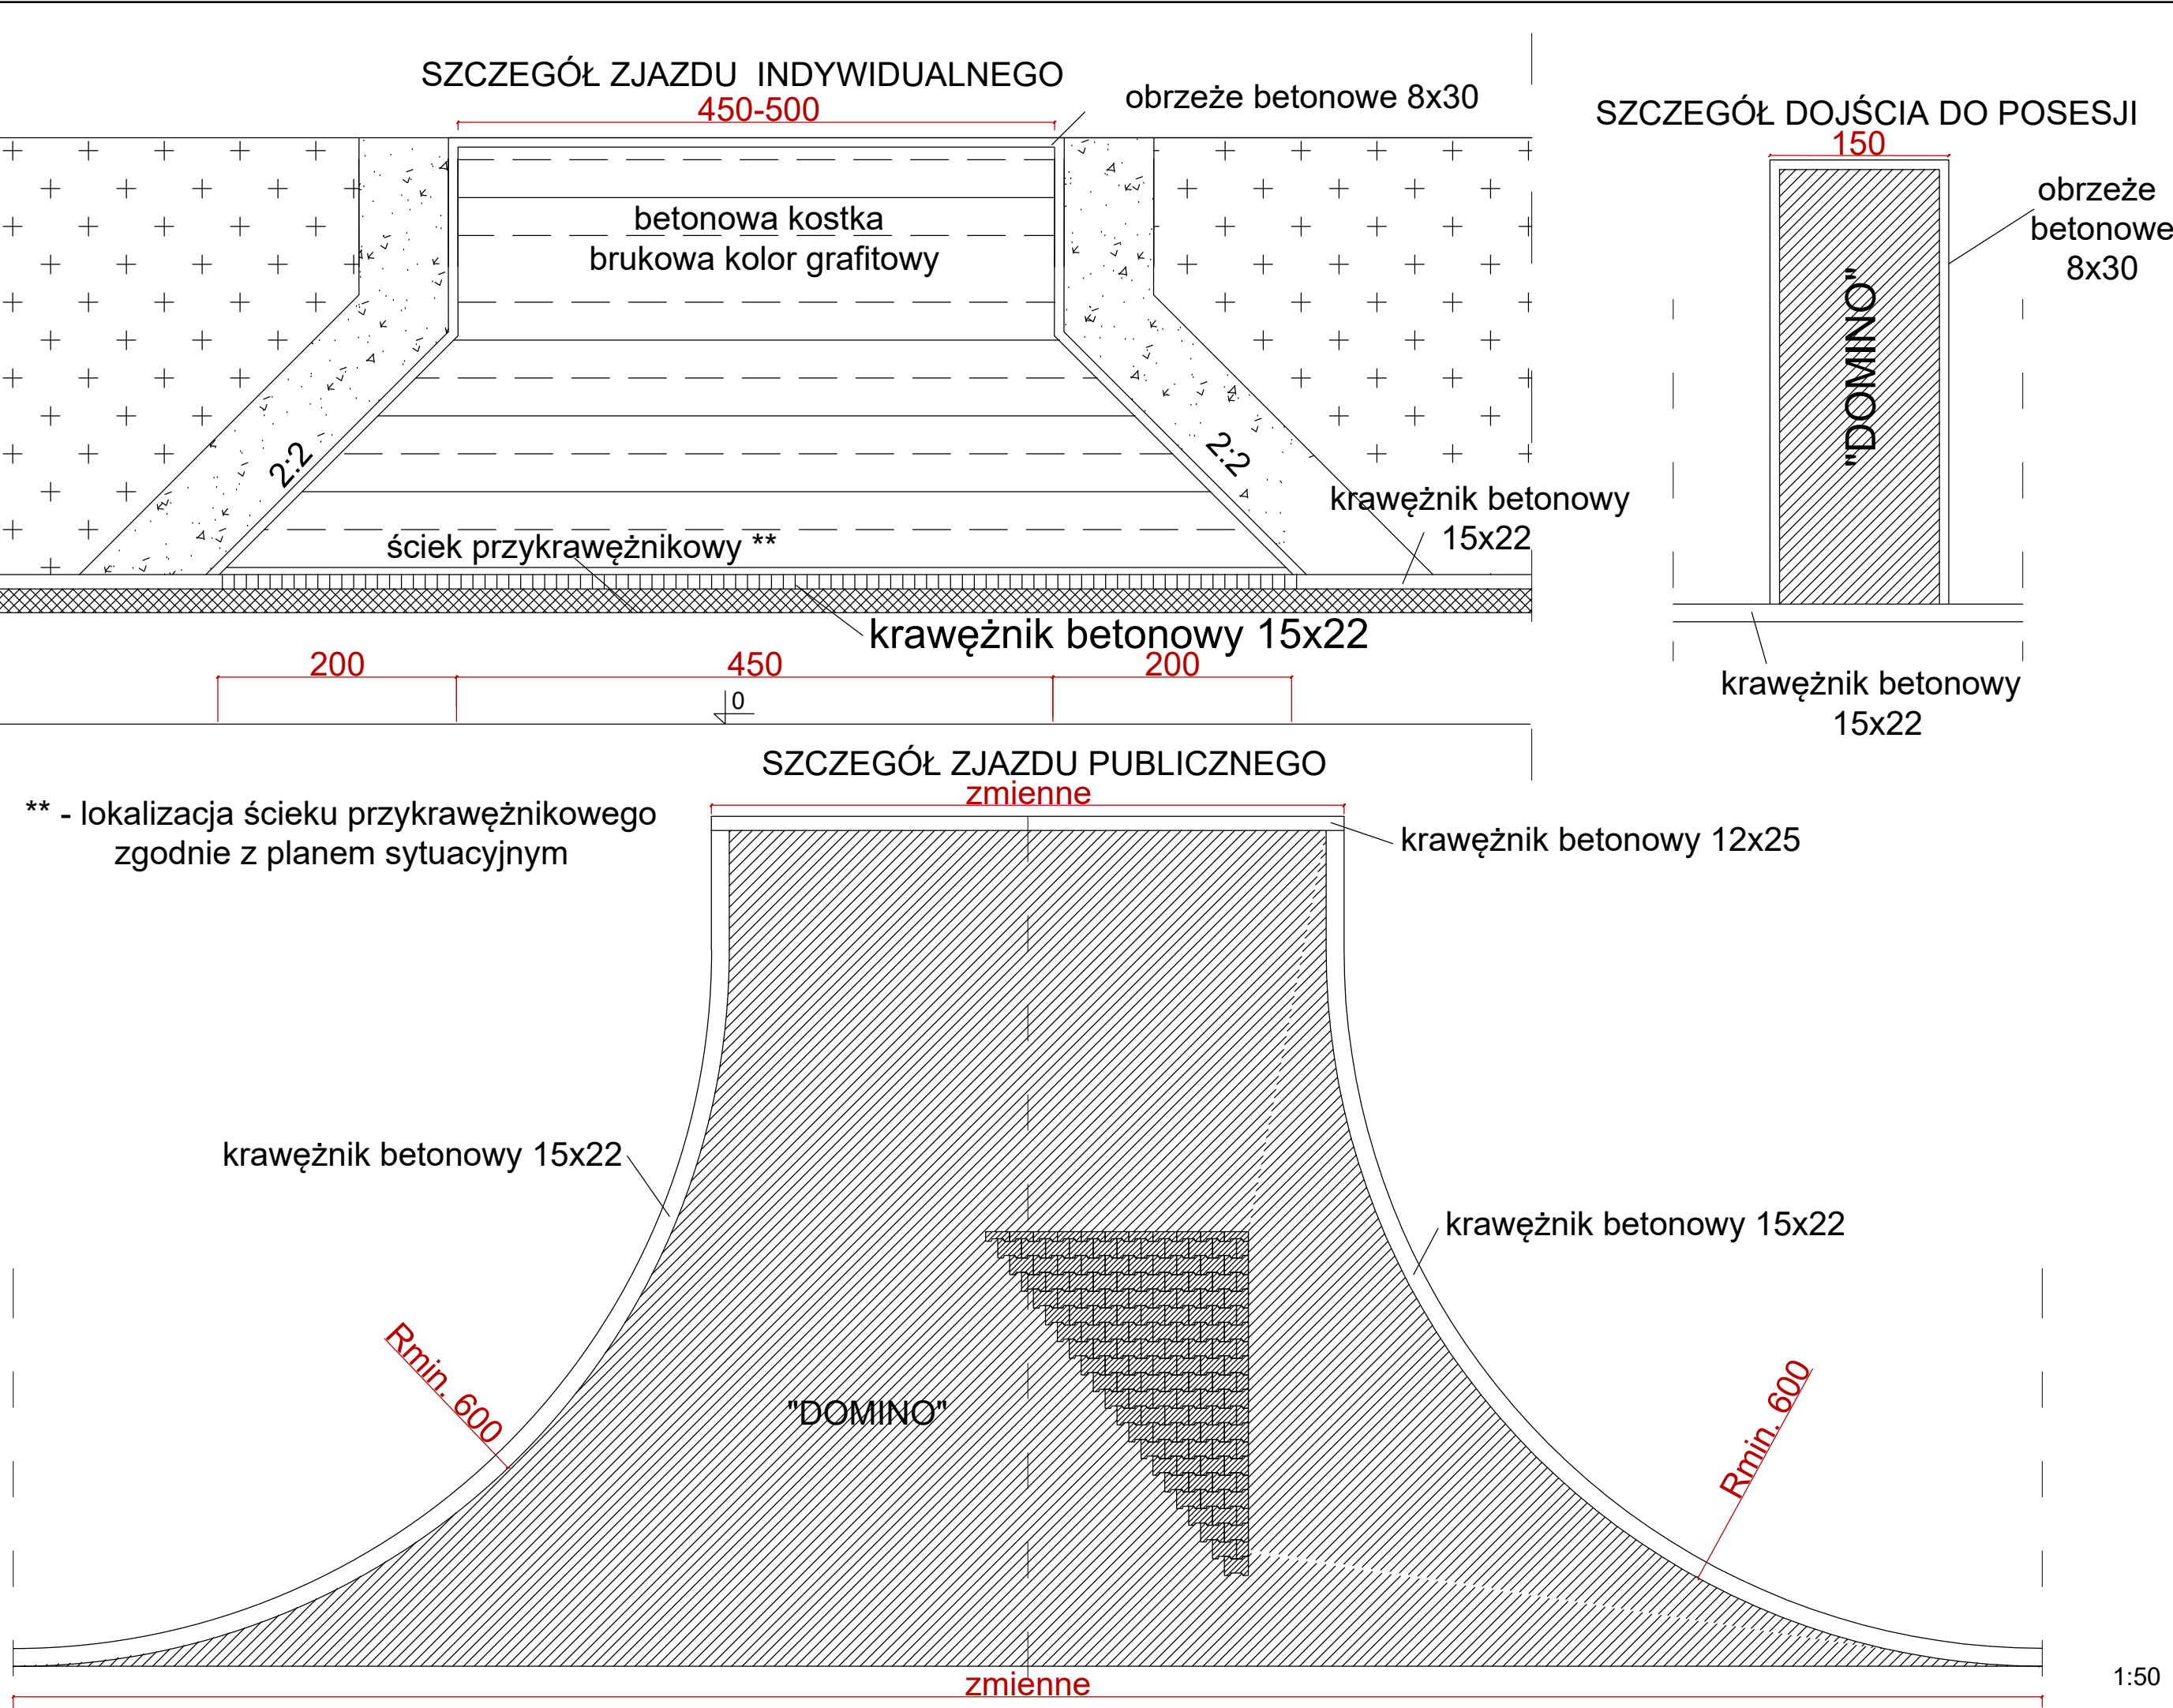 SZCZEGÓŁ ZJAZDU INDYWIDUALNEGO
450-500
obrzeże betonowe 8x30
betonowa kostka
brukowa kolor grafitowy
2:2
2:2
krawężnik betonowy
15x22
ściek przykrawężnikowy **
krawężnik betonowy 15x22
200
450
200
0
SZCZEGÓŁ DOJŚCIA DO POSESJI
150
obrzeże
betonowe
8x30
"DOMINO"
krawężnik betonowy
15x22
SZCZEGÓŁ ZJAZDU PUBLICZNEGO
zmienne
** - lokalizacja ścieku przykrawężnikowego
zgodnie z planem sytuacyjnym
krawężnik betonowy 12x25
krawężnik betonowy 15x22
krawężnik betonowy 15x22
Rmin. 600
"DOMINO"
Rmin. 600
zmienne
1:50